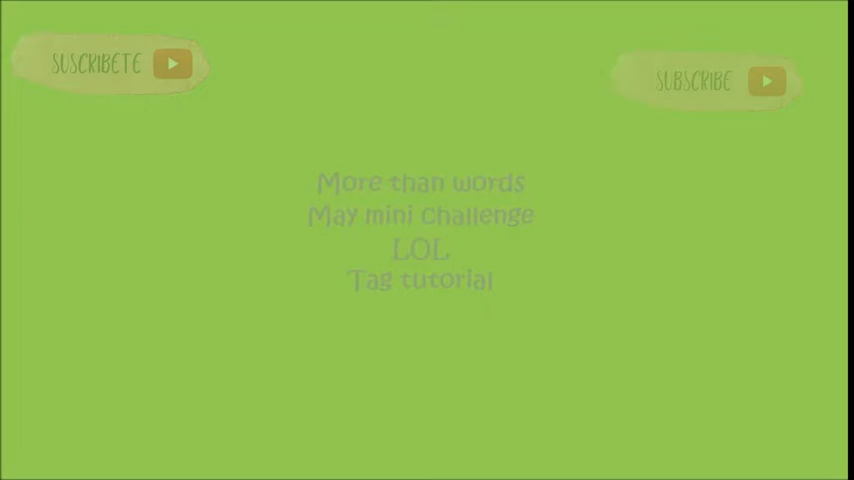 SUSCRIBETE
SUBSCRIBE
More than words
May mini Challenge
LOL
Tag tutorial